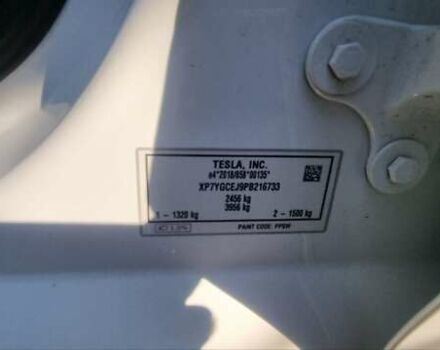 TESLA, INC.
e4*2018/858*00135*
XP7YGCEJ9PB216733
2456 kg
3956 kg
1 - 1320 kg 2 - 1500 kg
PAINT CODE: PPSW